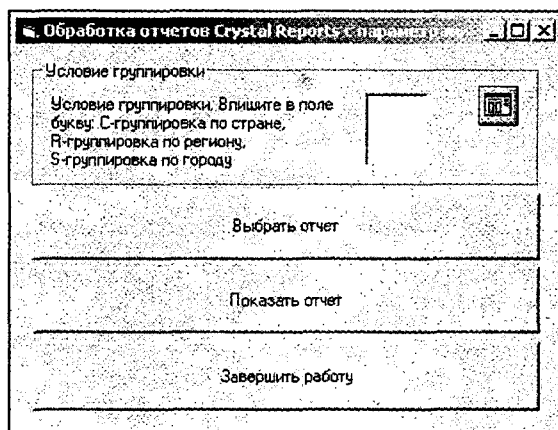 Обработка отчетов Crystal Reports с параметрами
Условие группировки
Условие группировки. Впишите в поле
букву: C-группировка по стране,
R-группировка по региону,
S-группировка по городу
Выбрать отчет
Показать отчет
Завершить работу